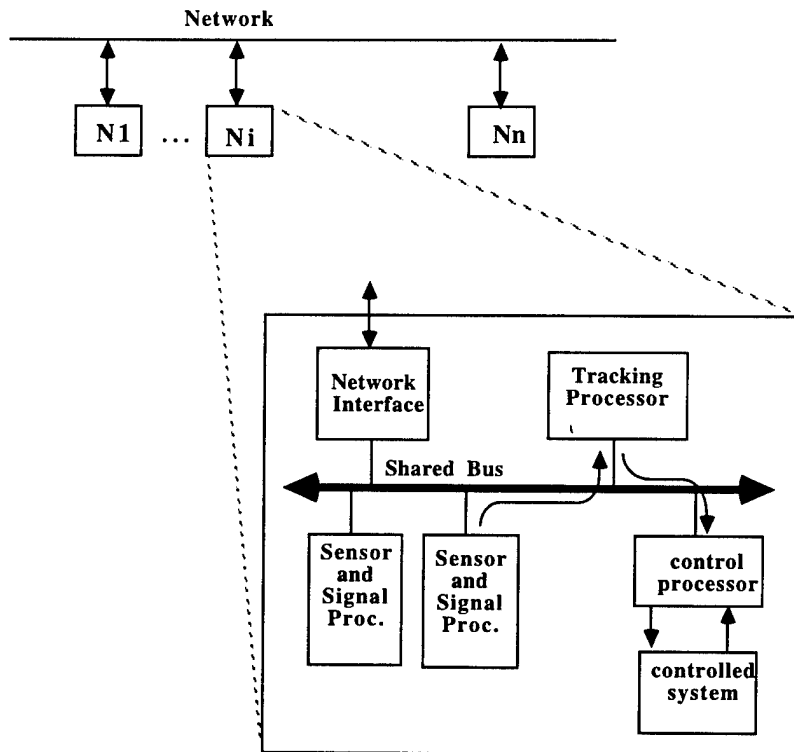 Network
N1 ... Ni Nn
Network
Interface
Tracking
Processor
Shared Bus
Sensor
and
Signal
Proc.
Sensor
and
Signal
Proc.
control
processor
controlled
system